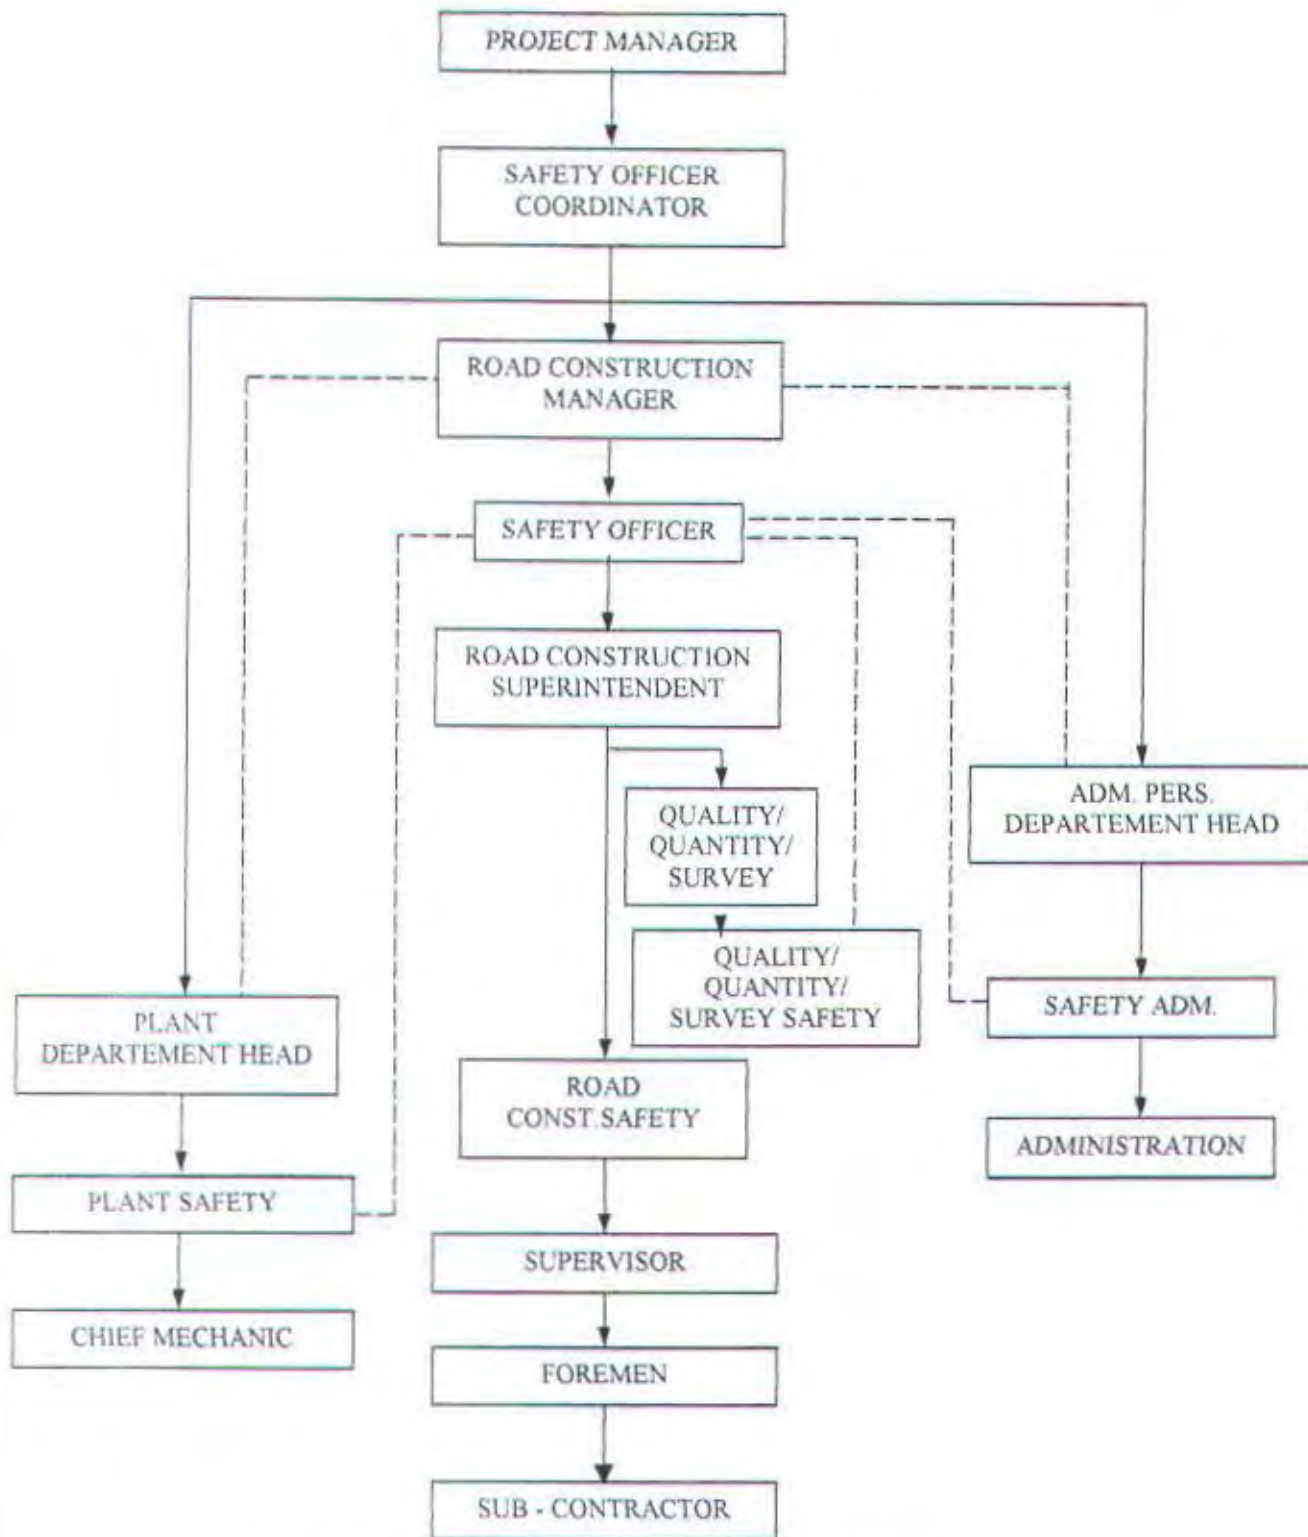 PROJECT MANAGER
SAFETY OFFICER
COORDINATOR
ROAD CONSTRUCTION
MANAGER
SAFETY OFFICER
ROAD CONSTRUCTION
SUPERINTENDENT
QUALITY/
QUANTITY/
SURVEY
ADM. PERS.
DEPARTEMENT HEAD
QUALITY/
QUANTITY/
SURVEY SAFETY
SAFETY ADM.
PLANT
DEPARTEMENT HEAD
ROAD
CONST.SAFETY
ADMINISTRATION
PLANT SAFETY
SUPERVISOR
CHIEF MECHANIC
FOREMEN
SUB - CONTRACTOR